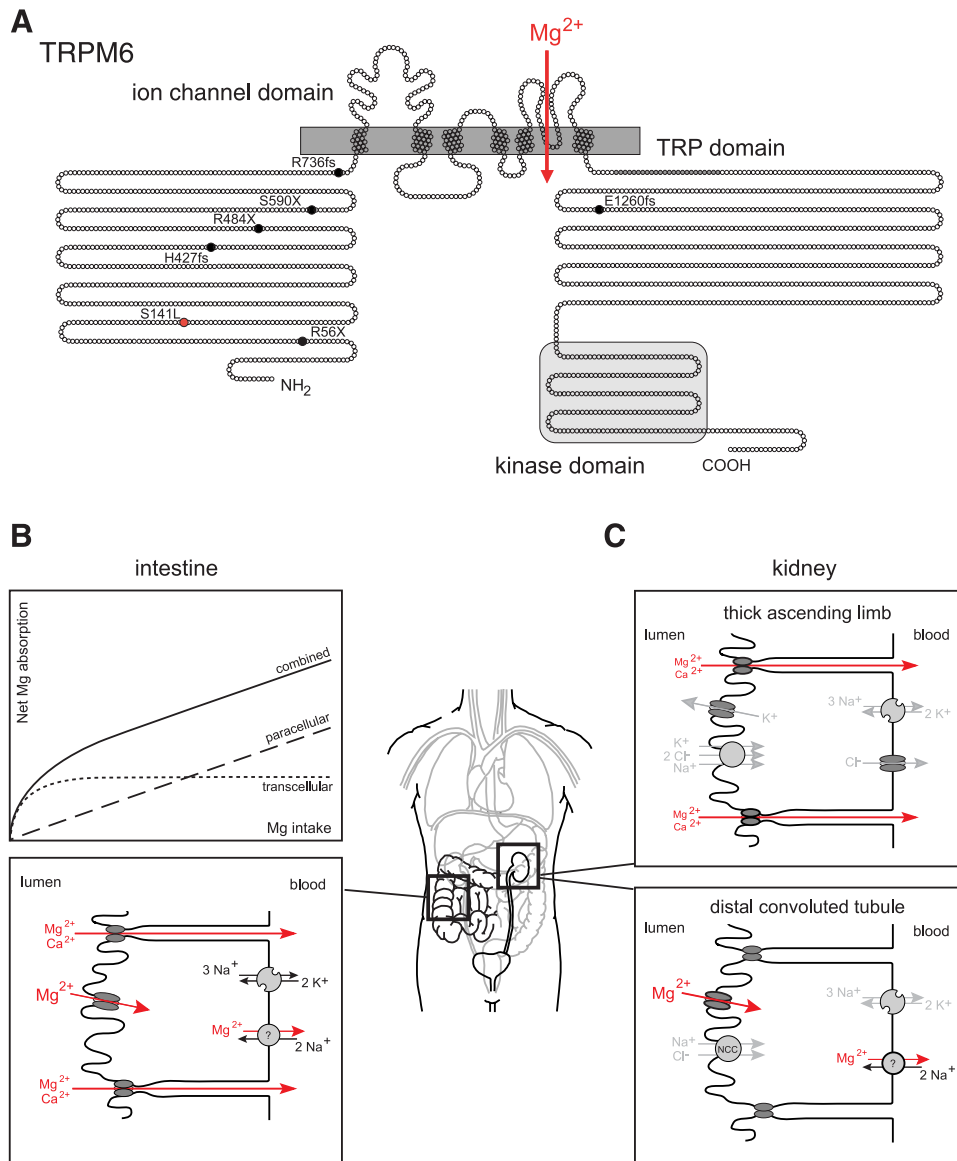 A
TRPM6
Mg2+
ion channel domain
TRP domain
R736fs
S590X
E1260fs
R484X
H427fs
S141L
R56X
NH2
kinase domain
COOH
B
intestine
Net Mg absorption
combined
paracellular
transcellular
Mg intake
lumen
blood
Mg2+
Ca2+
3 Na+
2 K+
Mg2+
Mg2+
?
2 Na+
Mg2+
Ca2+
C
kidney
thick ascending limb
lumen
blood
Mg2+
Ca2+
K+
3 Na+
2 K+
K+
2 Cl-
Na+
Cl-
Mg2+
Ca2+
distal convoluted tubule
lumen
blood
Mg2+
3 Na+
2 K+
Na+
Cl-
NCC
Mg2+
?
2 Na+